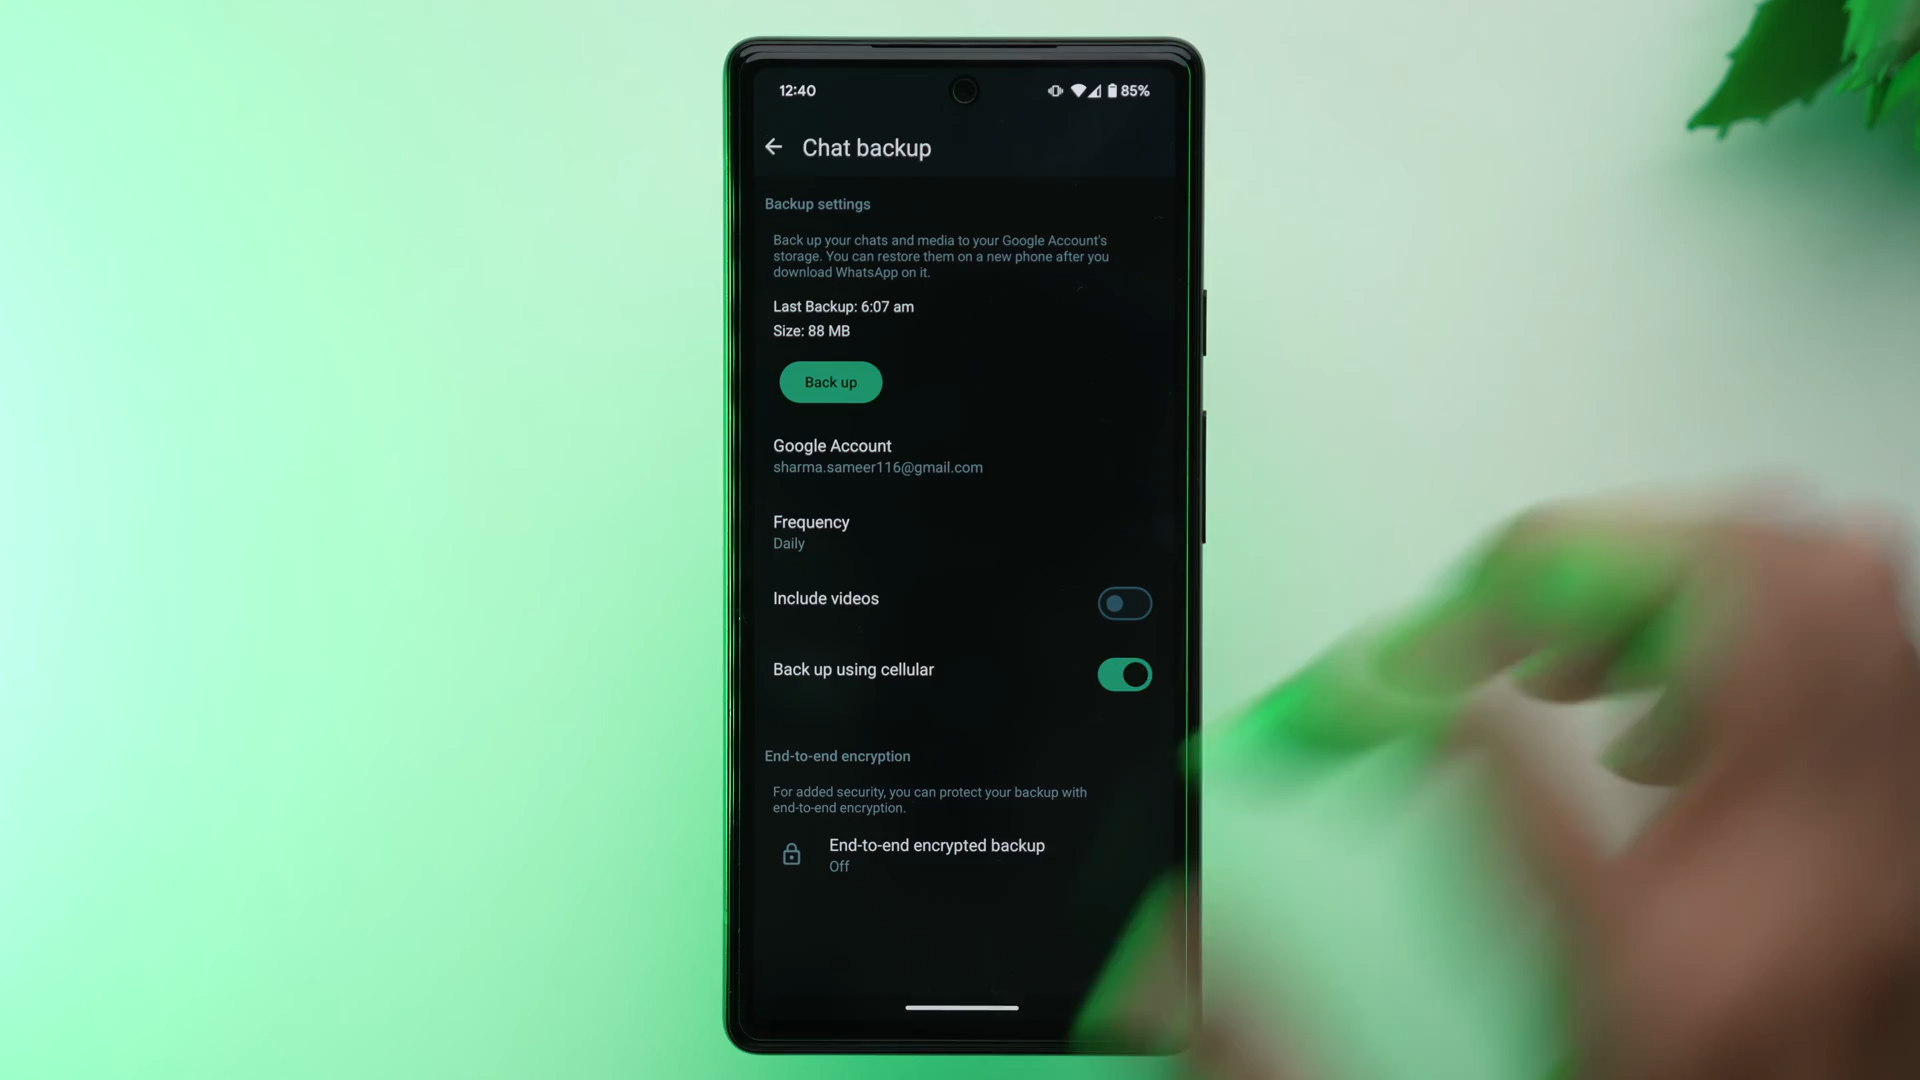 12:40
85%
Chat backup
Backup settings
Back up your chats and media to your Google Account's
storage. You can restore them on a new phone after you
download WhatsApp on it.
Last Backup: 6:07 am
Size: 88 MB
Back up
Google Account
sharma.sameer116@gmail.com
Frequency
Daily
Include videos
Back up using cellular
End-to-end encryption
For added security, you can protect your backup with
end-to-end encryption.
End-to-end encrypted backup
Off